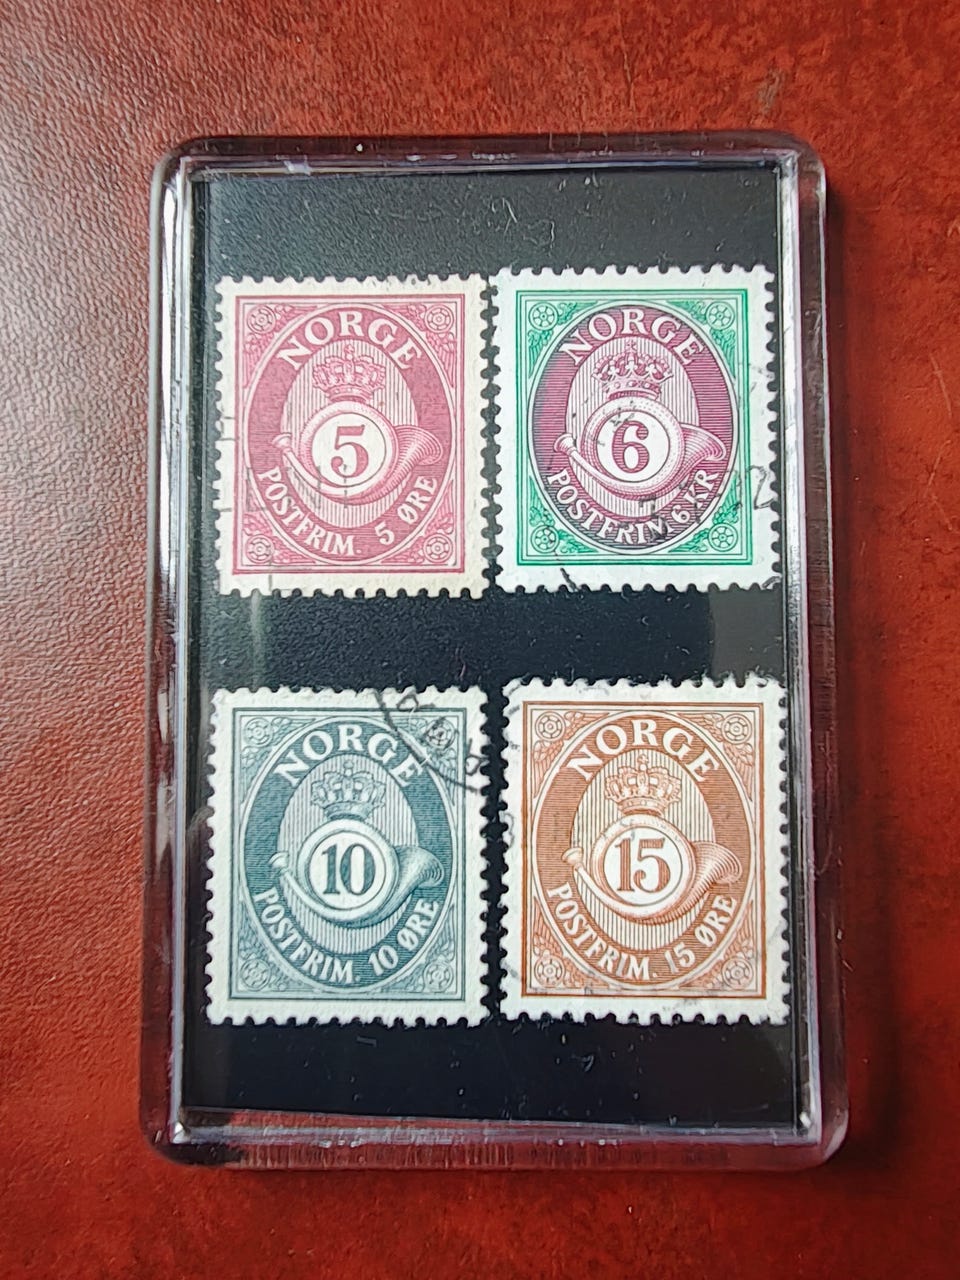 NORGE
5
POSTFRIM. 5 ØRE
NORGE
6
POSTFRIM. 6 KR
NORGE
10
POSTFRIM. 10 ØRE
NORGE
15
POSTFRIM. 15 ØRE